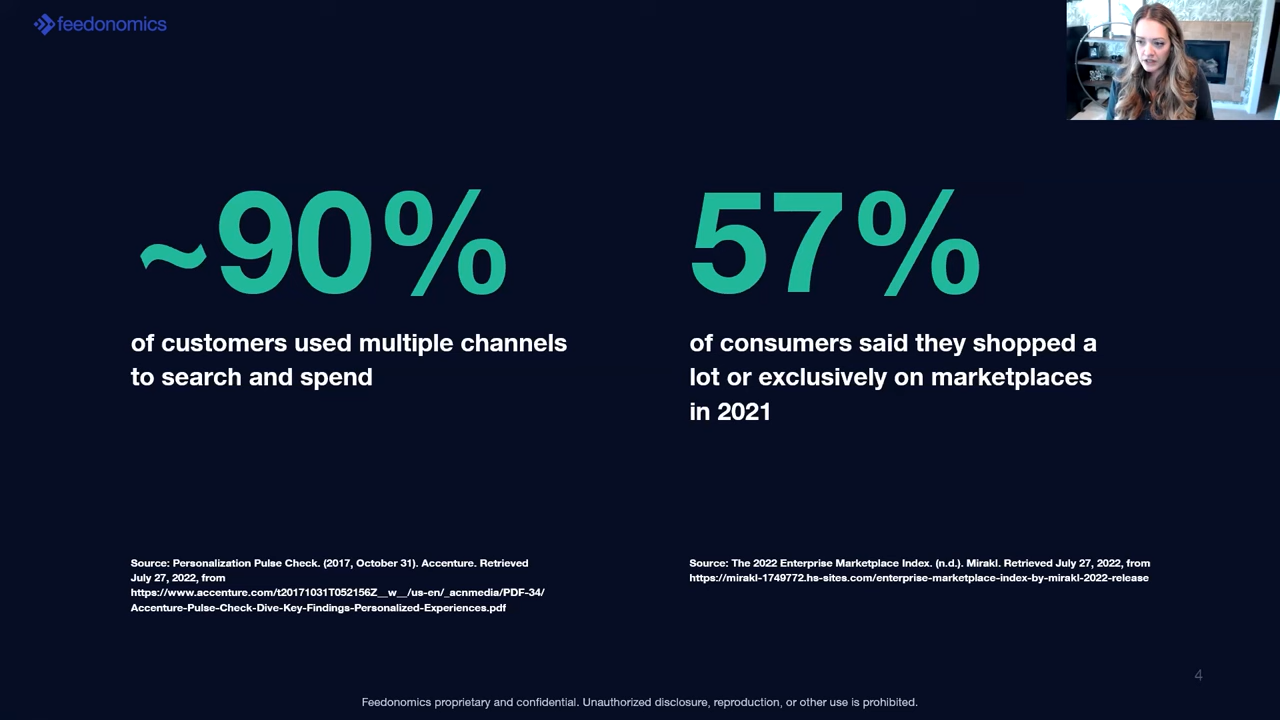 feedonomics
~90%
of customers used multiple channels
to search and spend
57%
of consumers said they shopped a
lot or exclusively on marketplaces
in 2021
Source: Personalization Pulse Check. (2017, October 31). Accenture. Retrieved
July 27, 2022, from
https://www.accenture.com/t20171031T052156Z__w__/us-en/_acnmedia/PDF-34/
Accenture-Pulse-Check-Dive-Key-Findings-Personalized-Experiences.pdf
Source: The 2022 Enterprise Marketplace Index. (n.d.). Mirakl. Retrieved July 27, 2022, from
https://mirakl-1749772.hs-sites.com/enterprise-marketplace-index-by-mirakl-2022-release
4
Feedonomics proprietary and confidential. Unauthorized disclosure, reproduction, or other use is prohibited.